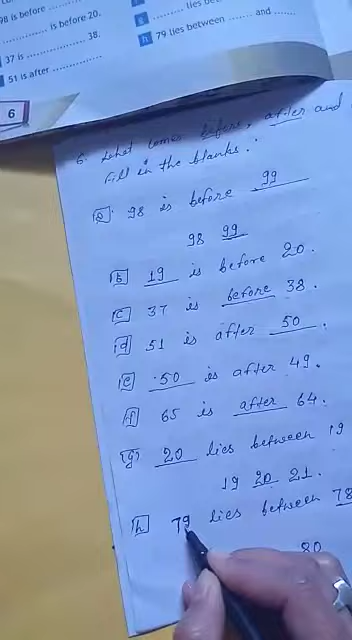 98 is before ..........
.............. is before 20.
37 is .................. 38.
51 is after ...............
g ......... lies
h 79 lies between ........ and .......
6
6. What comes before, after and
fill in the blanks.
a 98 is before 99
98 99
b 19 is before 20.
c 37 is before 38.
d 51 is after 50.
e 50 is after 49.
f 65 is after 64.
g 20 lies between 19
19 20 21.
h 79 lies between 78
80